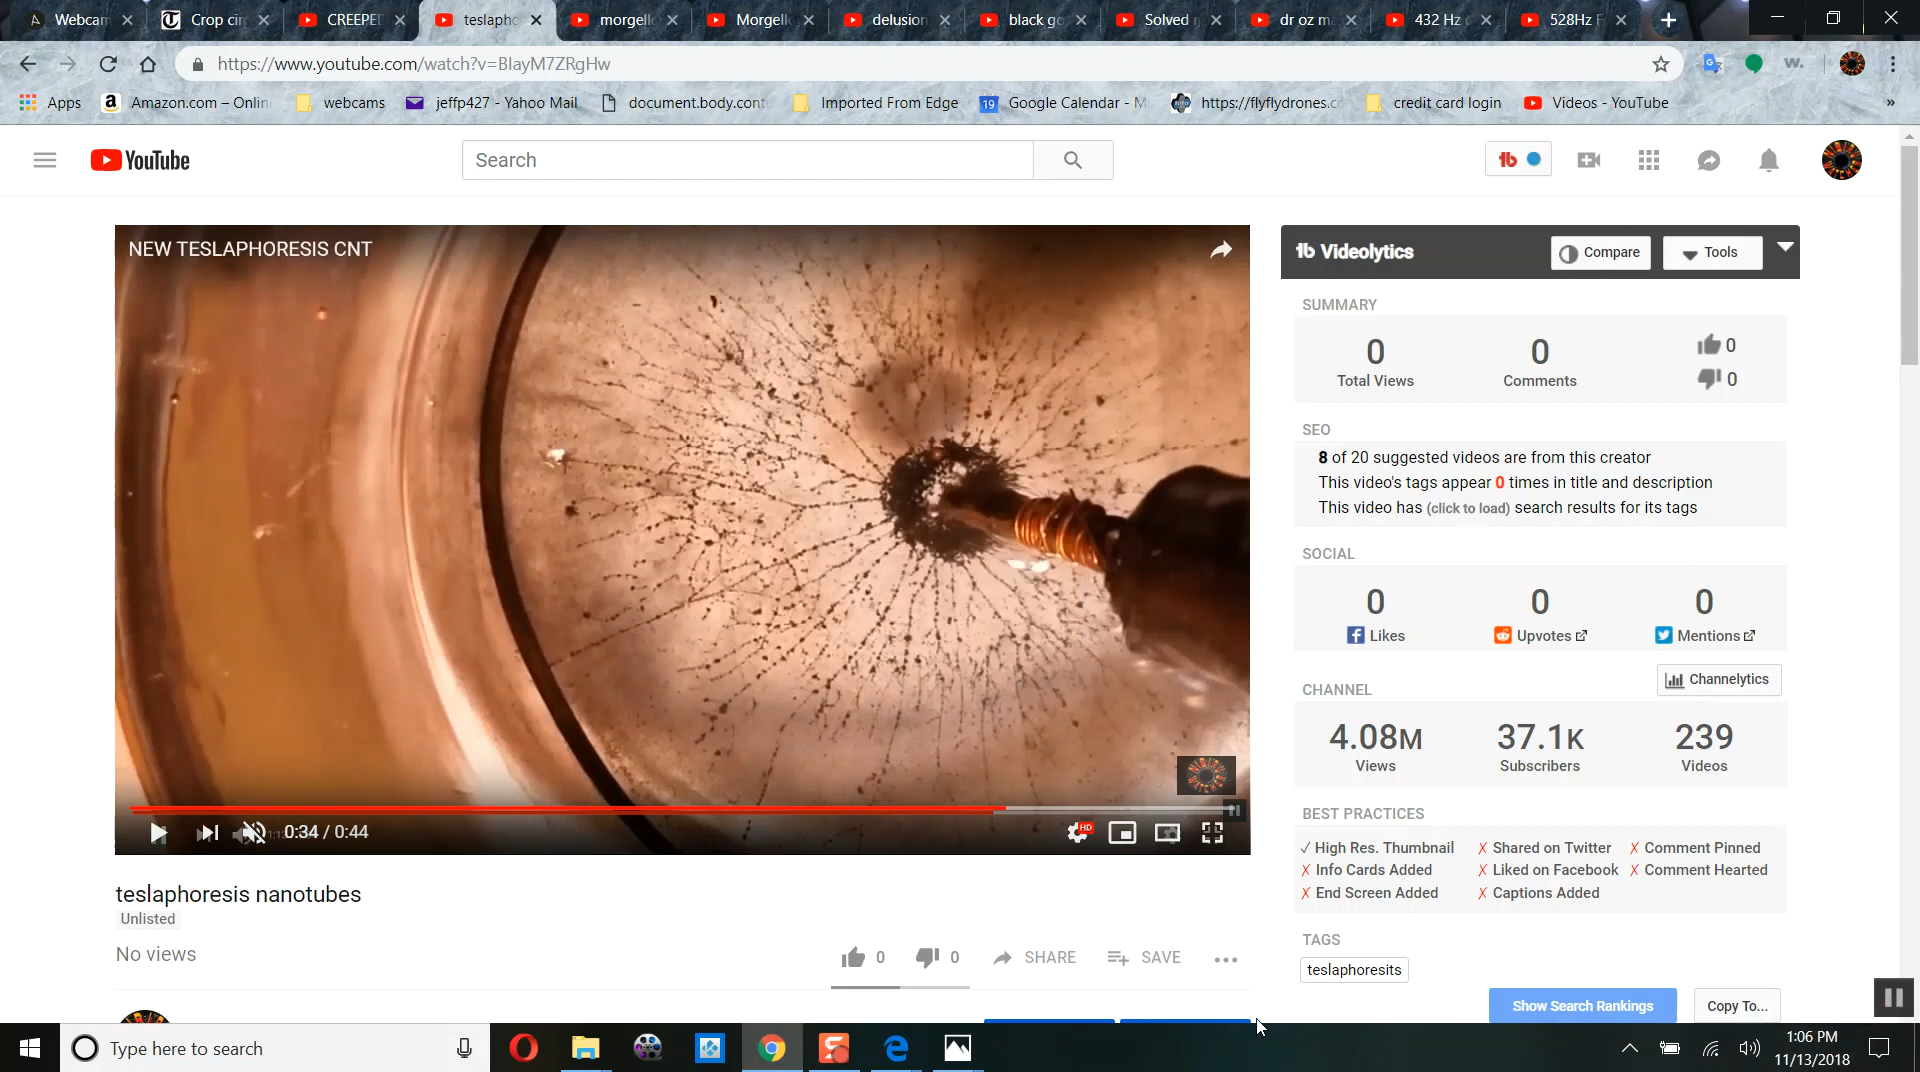 Webcam
Crop cir
CREEPED
teslapho
morgello
Morgello
delusion
black go
Solved
dr oz m
432 Hz
528Hz F
https://www.youtube.com/watch?v=BIayM7ZRgHw
Apps
Amazon.com – Onlin
webcams
jeffp427 - Yahoo Mail
document.body.cont
Imported From Edge
19
Google Calendar - M
https://flyflydrones.co
credit card login
Videos - YouTube
»
YouTube
Search
NEW TESLAPHORESIS CNT
0:34 / 0:44
HD
Videolytics
Compare
Tools
SUMMARY
0
Total Views
0
Comments
0
0
SEO
8 of 20 suggested videos are from this creator
This video's tags appear 0 times in title and description
This video has (click to load) search results for its tags
SOCIAL
0
Likes
0
Upvotes
0
Mentions
CHANNEL
Channelytics
4.08M
Views
37.1K
Subscribers
239
Videos
BEST PRACTICES
✓ High Res. Thumbnail
✗ Shared on Twitter
✗ Comment Pinned
✗ Info Cards Added
✗ Liked on Facebook
✗ Comment Hearted
✗ End Screen Added
✗ Captions Added
TAGS
teslaphoresits
Show Search Rankings
Copy To...
teslaphoresis nanotubes
Unlisted
No views
0
0
SHARE
SAVE
Type here to search
1:06 PM
11/13/2018